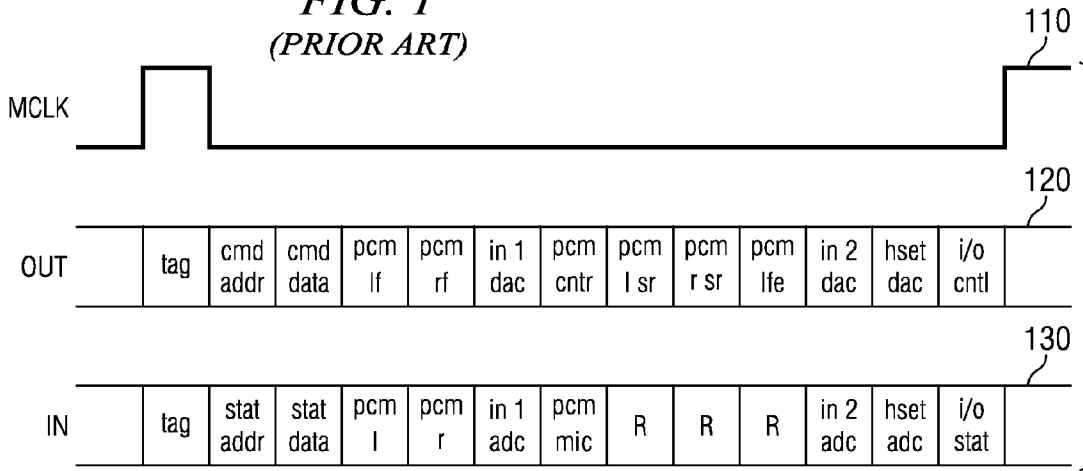 FIG. 1
(PRIOR ART)
110
MCLK
120
OUT
tag
cmd addr
cmd data
pcm lf
pcm rf
in 1 dac
pcm cntr
pcm l sr
pcm r sr
pcm lfe
in 2 dac
hset dac
i/o cntl
130
IN
tag
stat addr
stat data
pcm l
pcm r
in 1 adc
pcm mic
R
R
R
in 2 adc
hset adc
i/o stat